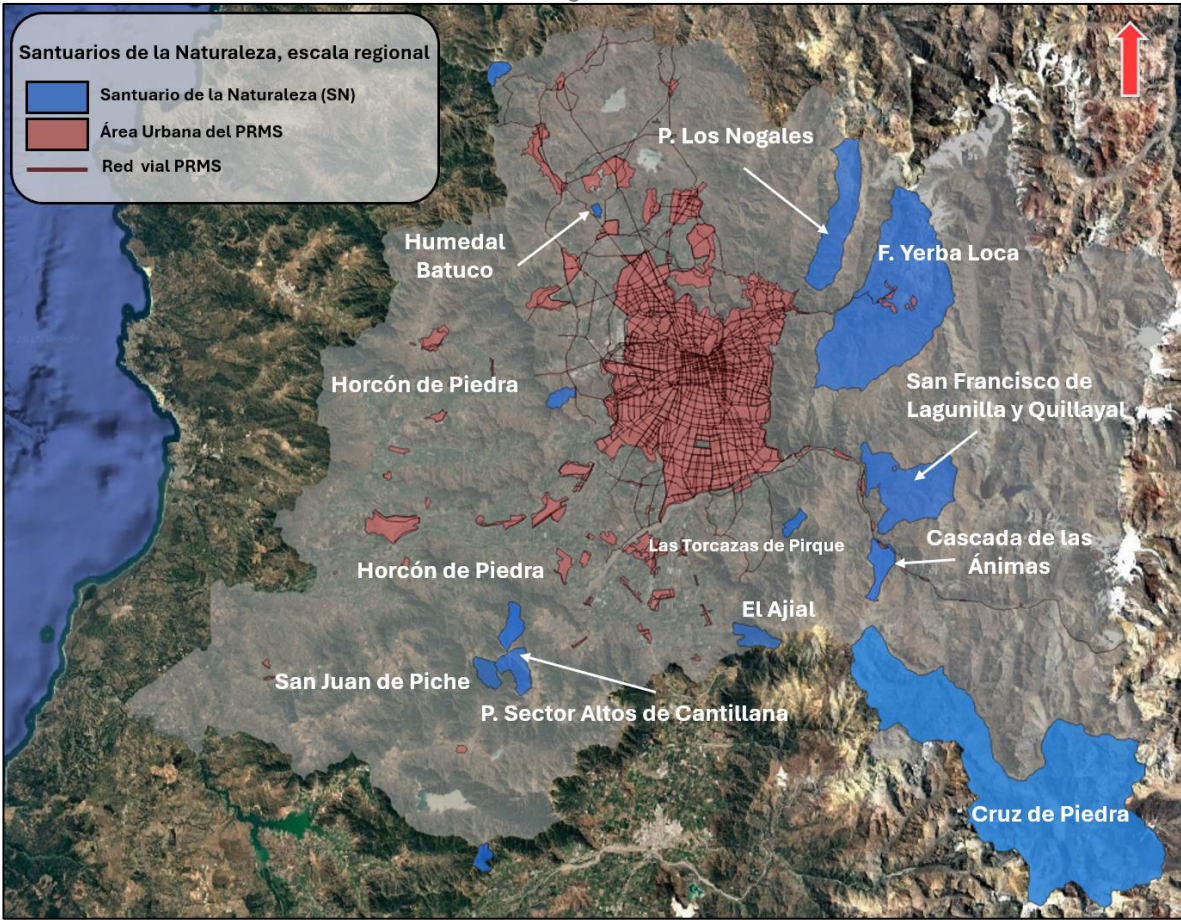 Santuarios de la Naturaleza, escala regional
Santuario de la Naturaleza (SN)
Área Urbana del PRMS
Red vial PRMS
P. Los Nogales
Humedal
Batuco
F. Yerba Loca
Horcón de Piedra
San Francisco de
Lagunilla y Quillayal
Las Torcazas de Pirque
Cascada de las
Ánimas
Horcón de Piedra
El Ajial
San Juan de Piche
P. Sector Altos de Cantillana
Cruz de Piedra